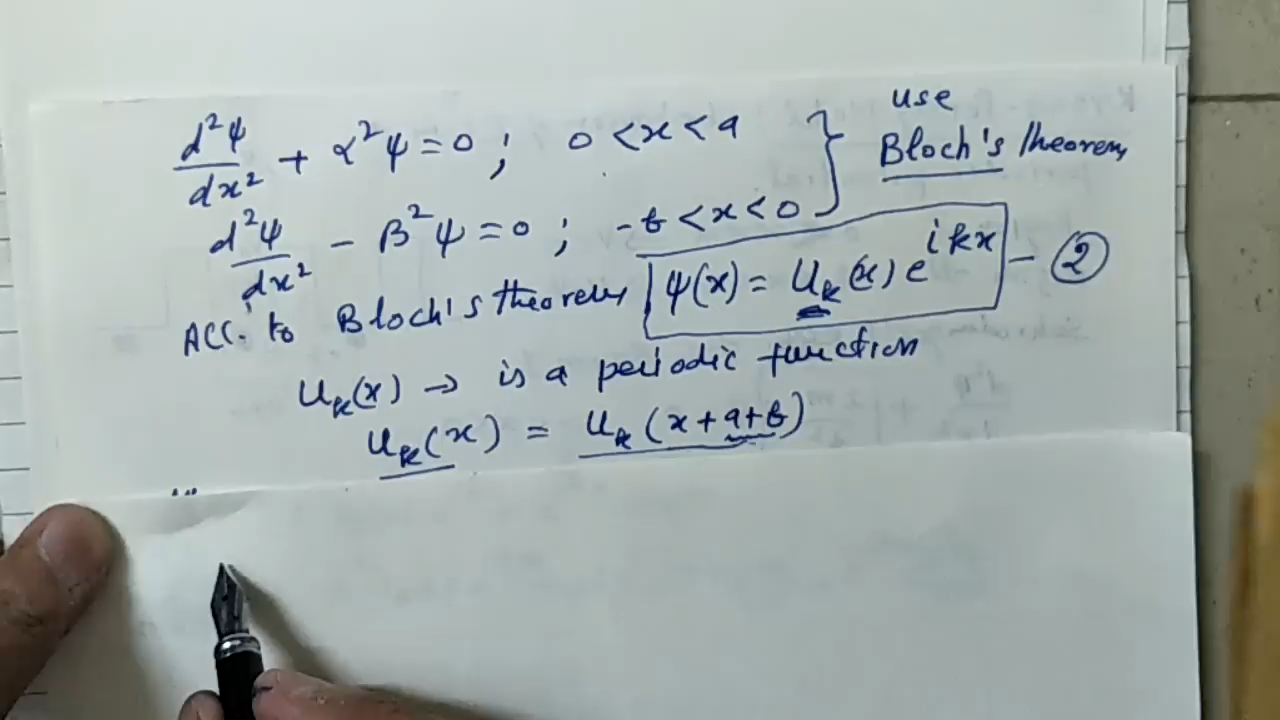 d²ψ/dx² + α²ψ = 0 ; 0 < x < a } use Bloch's theorem,
d²ψ/dx² - β²ψ = 0 ; -b < x < 0
Acc. to Bloch's theorem, ψ(x) = U_k(x) e^{ikx} - ②
U_k(x) → is a periodic function
U_k(x) = U_k(x+a+b)